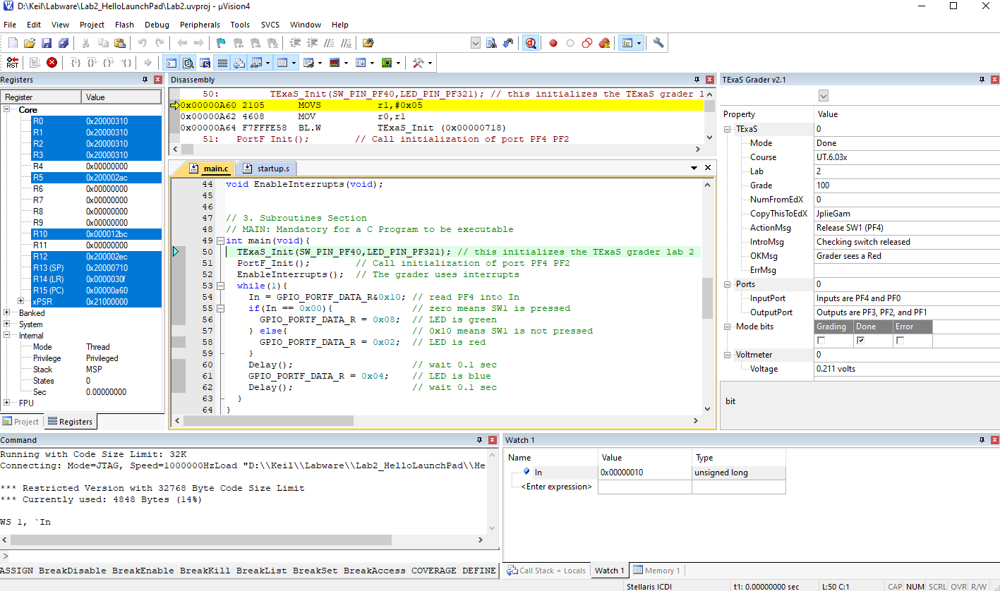 D:\Keil\Labware\Lab2_HelloLaunchPad\Lab2.uvproj - µVision4
File Edit View Project Flash Debug Peripherals Tools SVCS Window Help
RST
Registers
Register Value
Core
R0 0x20000310
R1 0x20000310
R2 0x20000310
R3 0x20000310
R4 0x00000000
R5 0x200002ac
R6 0x00000000
R7 0x00000000
R8 0x00000000
R9 0x00000000
R10 0x000012bc
R11 0x00000000
R12 0x200002ec
R13 (SP) 0x20000710
R14 (LR) 0x0000030f
R15 (PC) 0x00000a60
xPSR 0x21000000
Banked
System
Internal
Mode Thread
Privilege Privileged
Stack MSP
States 0
Sec 0.00000000
FPU
Project Registers
Disassembly
50: TExaS_Init(SW_PIN_PF40,LED_PIN_PF321); // this initializes the TExaS grader l
0x00000A60 2105 MOVS r1,#0x05
0x00000A62 4608 MOV r0,r1
0x00000A64 F7FFFE58 BL.W TExaS_Init (0x00000718)
51: PortF_Init(); // Call initialization of port PF4 PF2
main.c startup.s
44 void EnableInterrupts(void);
45
46
47 // 3. Subroutines Section
48 // MAIN: Mandatory for a C Program to be executable
49 int main(void){
50 TExaS_Init(SW_PIN_PF40,LED_PIN_PF321); // this initializes the TExaS grader lab 2
51 PortF_Init(); // Call initialization of port PF4 PF2
52 EnableInterrupts(); // The grader uses interrupts
53 while(1){
54 In = GPIO_PORTF_DATA_R&0x10; // read PF4 into In
55 if(In == 0x00){ // zero means SW1 is pressed
56 GPIO_PORTF_DATA_R = 0x08; // LED is green
57 } else{ // 0x10 means SW1 is not pressed
58 GPIO_PORTF_DATA_R = 0x02; // LED is red
59 }
60 Delay(); // wait 0.1 sec
61 GPIO_PORTF_DATA_R = 0x04; // LED is blue
62 Delay(); // wait 0.1 sec
63 }
64 }
TExaS Grader v2.1
Property Value
TExaS 0
Mode Done
Course UT.6.03x
Lab 2
Grade 100
NumFromEdX 0
CopyThisToEdX JplieGam
ActionMsg Release SW1 (PF4)
IntroMsg Checking switch released
OKMsg Grader sees a Red
ErrMsg
Ports 0
InputPort Inputs are PF4 and PF0
OutputPort Outputs are PF3, PF2, and PF1
Mode bits Grading Done Error
Voltmeter 0
Voltage 0.211 volts
bit
Command
Running with Code Size Limit: 32K
Connecting: Mode=JTAG, Speed=1000000HzLoad "D:\\Keil\\Labware\\Lab2_HelloLaunchPad\\He
*** Restricted Version with 32768 Byte Code Size Limit
*** Currently used: 4848 Bytes (14%)
WS 1, `In
>
ASSIGN BreakDisable BreakEnable BreakKill BreakList BreakSet BreakAccess COVERAGE DEFINE
Watch 1
Name Value Type
In 0x00000010 unsigned long
<Enter expression>
Call Stack + Locals Watch 1 Memory 1
Stellaris ICDI t1: 0.00000000 sec L:50 C:1 CAP NUM SCRL OVR R/W